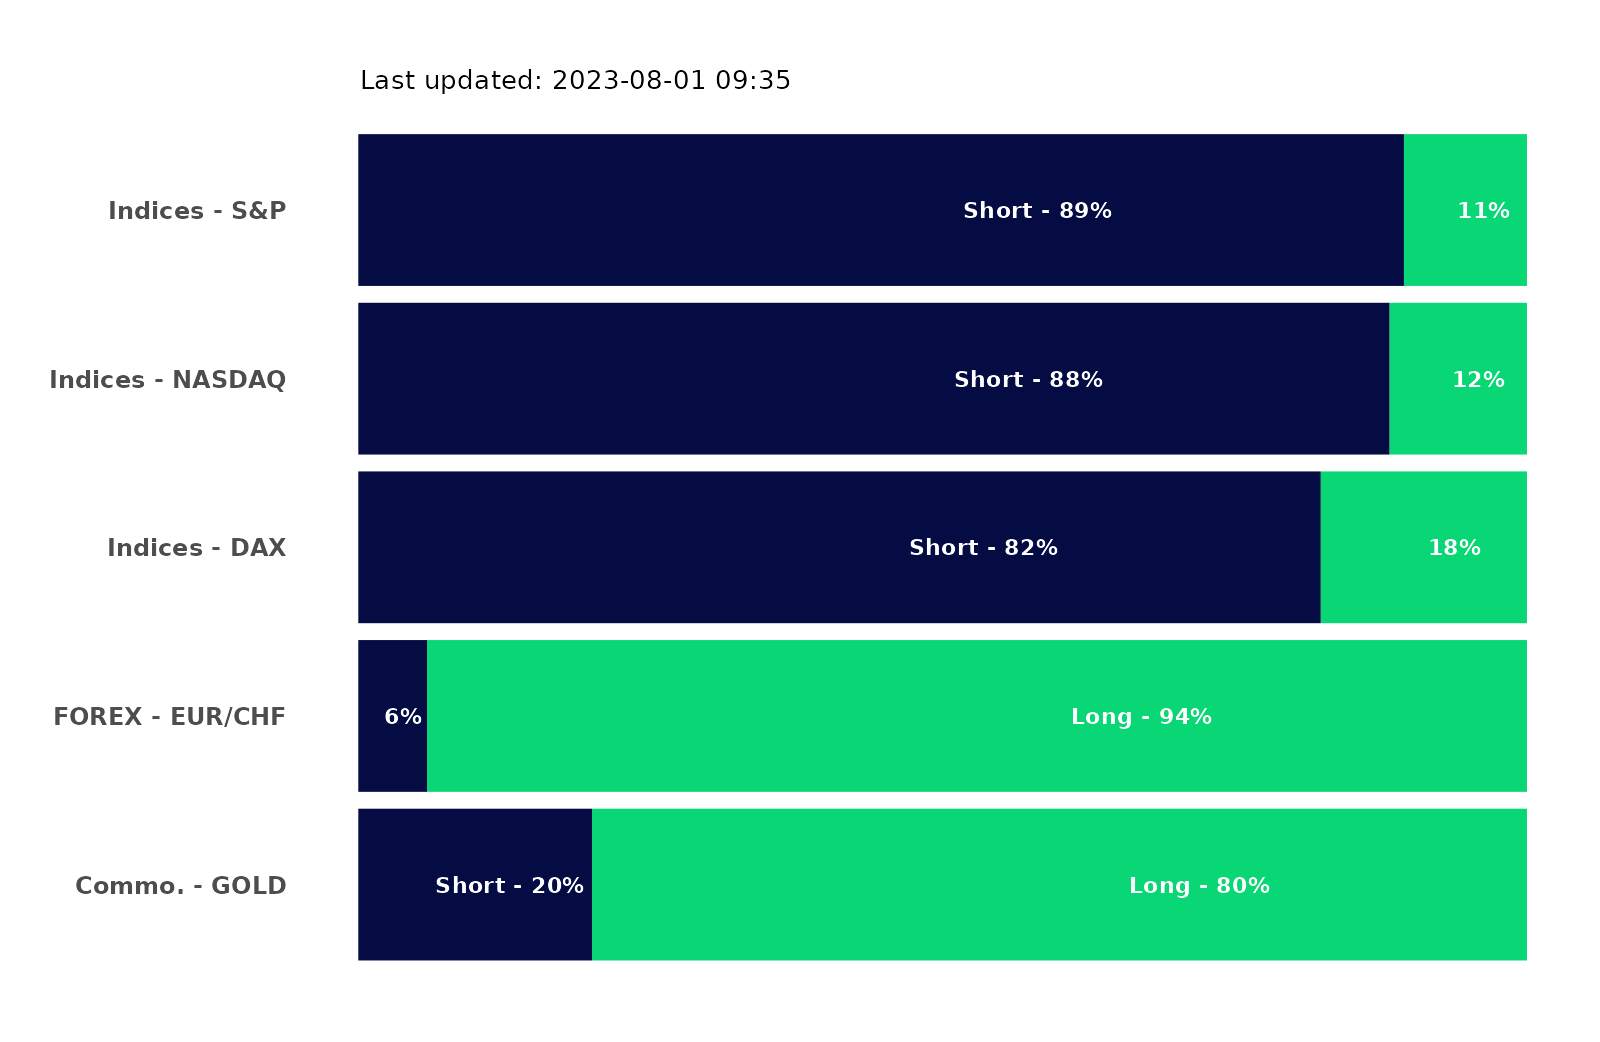 Last updated: 2023-08-01 09:35
Indices - S&P
Short - 89%
11%
Indices - NASDAQ
Short - 88%
12%
Indices - DAX
Short - 82%
18%
FOREX - EUR/CHF
6%
Long - 94%
Commo. - GOLD
Short - 20%
Long - 80%